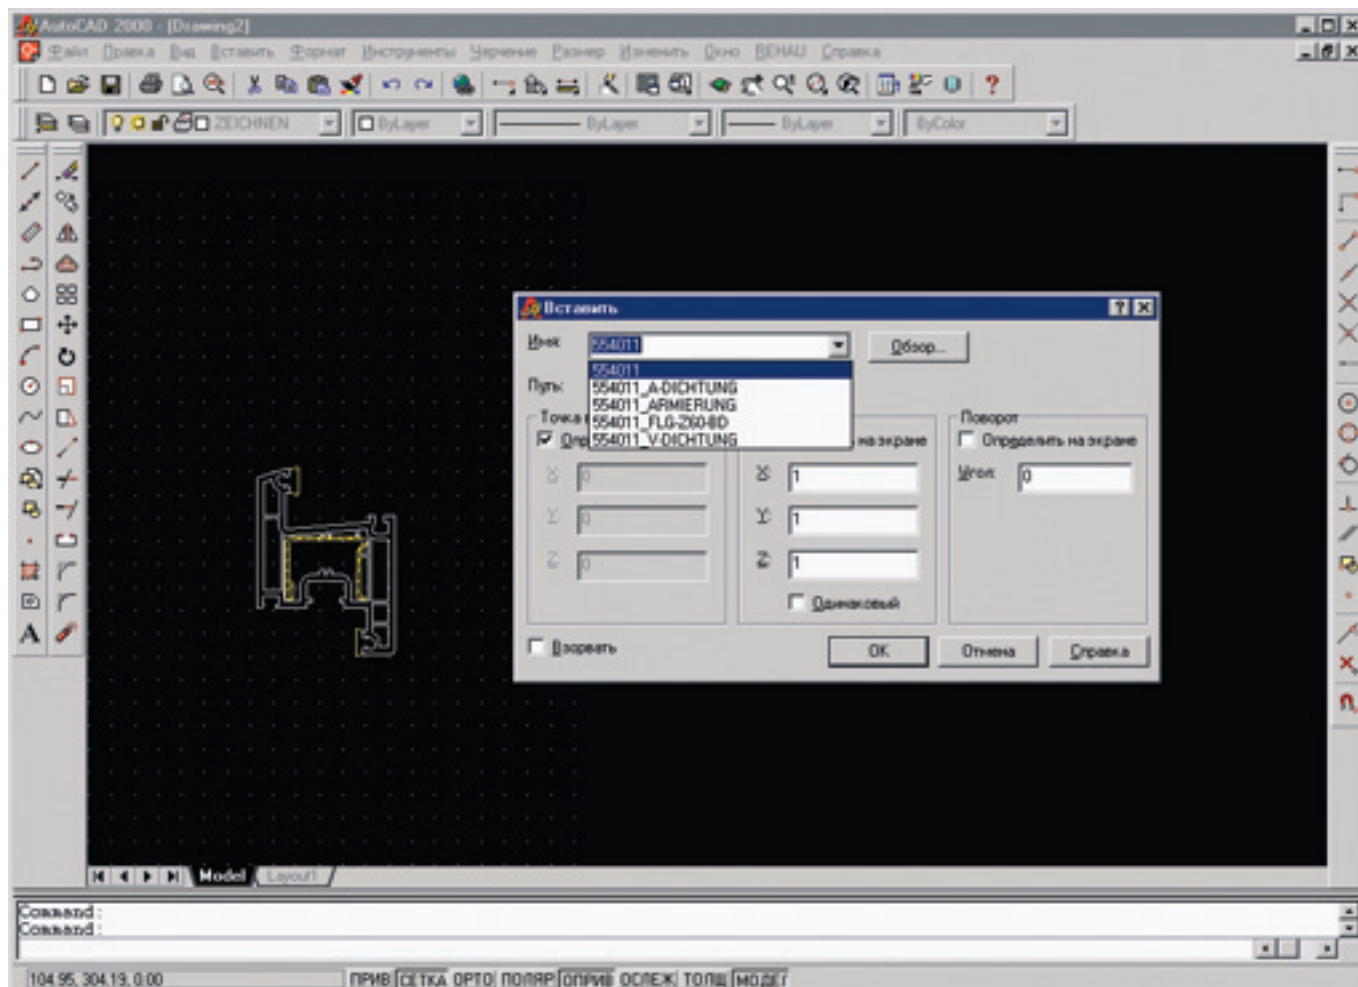 AutoCAD 2000 - [Drawing2]
Файл Правка Вид Вставить Формат Инструменты Черчение Размер Изменить Окно REHAU Справка
ZEICHNEN ByLayer ByLayer ByLayer ByColor
Вставить
Имя: 554011 Обзор...
554011
Путь: 554011_A-DICHTUNG
554011_ARMIERUNG
Точка 554011_FLG-Z60-BD Поворот
554011_V-DICHTUNG на экране Определить на экране
X: 0 X: 1 Угол: 0
Y: 0 Y: 1
Z: 0 Z: 1
Одинаковый
Взорвать OK Отмена Справка
Model Layout1
Command:
Command:
104.95, 304.19, 0.00 ПРИВ СЕТКА ОРТО ПОЛЯР ОПРИВ ОСЛЕЖ ТОЛЩ